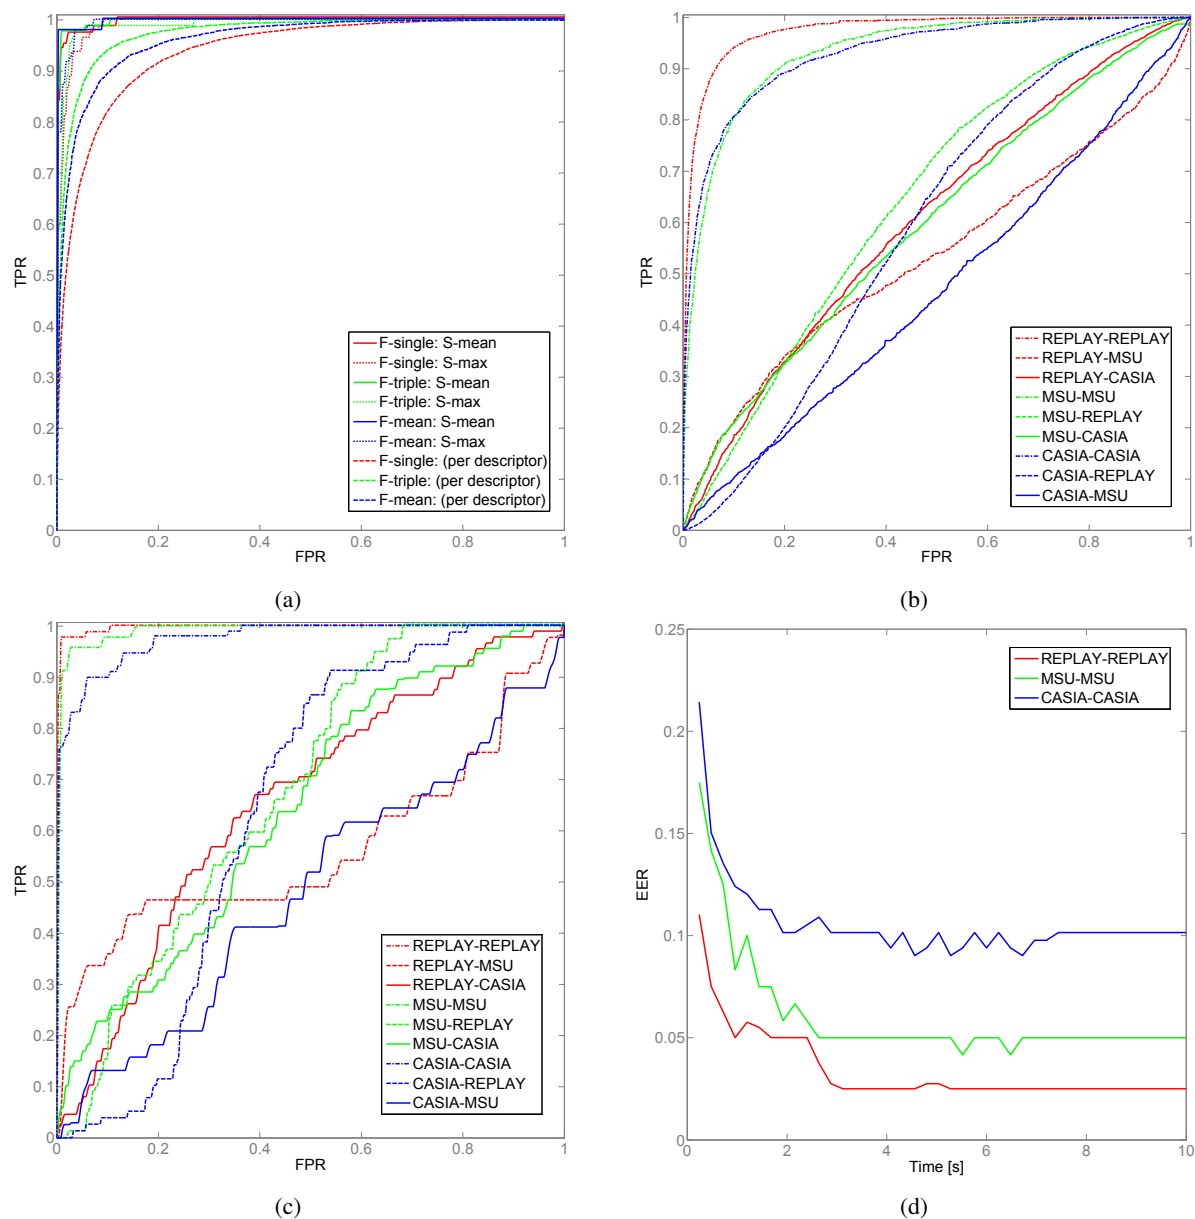 1
0.9
0.8
0.7
0.6
0.5
0.4
0.3
0.2
0.1
0
TPR
F-single: S-mean
F-single: S-max
F-triple: S-mean
F-triple: S-max
F-mean: S-mean
F-mean: S-max
F-single: (per descriptor)
F-triple: (per descriptor)
F-mean: (per descriptor)
0 0.2 0.4 0.6 0.8 1
FPR
(a)
1
0.9
0.8
0.7
0.6
0.5
0.4
0.3
0.2
0.1
0
TPR
REPLAY-REPLAY
REPLAY-MSU
REPLAY-CASIA
MSU-MSU
MSU-REPLAY
MSU-CASIA
CASIA-CASIA
CASIA-REPLAY
CASIA-MSU
0 0.2 0.4 0.6 0.8 1
FPR
(b)
1
0.9
0.8
0.7
0.6
0.5
0.4
0.3
0.2
0.1
0
TPR
REPLAY-REPLAY
REPLAY-MSU
REPLAY-CASIA
MSU-MSU
MSU-REPLAY
MSU-CASIA
CASIA-CASIA
CASIA-REPLAY
CASIA-MSU
0 0.2 0.4 0.6 0.8 1
FPR
(c)
0.25
0.2
0.15
0.1
0.05
0
EER
REPLAY-REPLAY
MSU-MSU
CASIA-CASIA
0 2 4 6 8 10
Time [s]
(d)